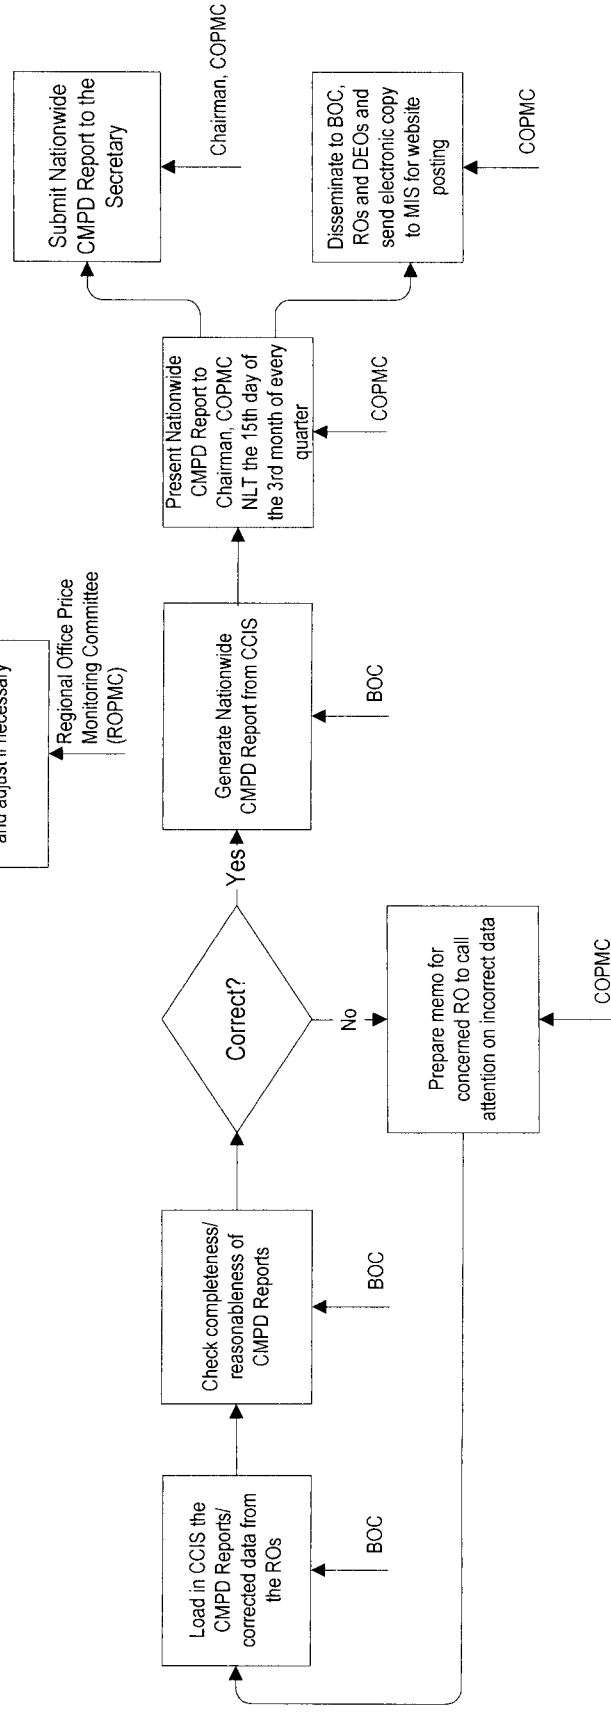 and adjust if necessary
Regional Office Price
Monitoring Committee
(ROPMC)
Load in CCIS the
CMPD Reports/
corrected data from
the ROs
BOC
Check completeness/
reasonableness of
CMPD Reports
BOC
Correct?
Yes
No
Prepare memo for
concerned RO to call
attention on incorrect data
COPMC
Generate Nationwide
CMPD Report from CCIS
BOC
Present Nationwide
CMPD Report to
Chairman, COPMC
NLT the 15th day of
the 3rd month of every
quarter
COPMC
Submit Nationwide
CMPD Report to the
Secretary
Chairman, COPMC
Disseminate to BOC,
ROs and DEOs and
send electronic copy
to MIS for website
posting
COPMC